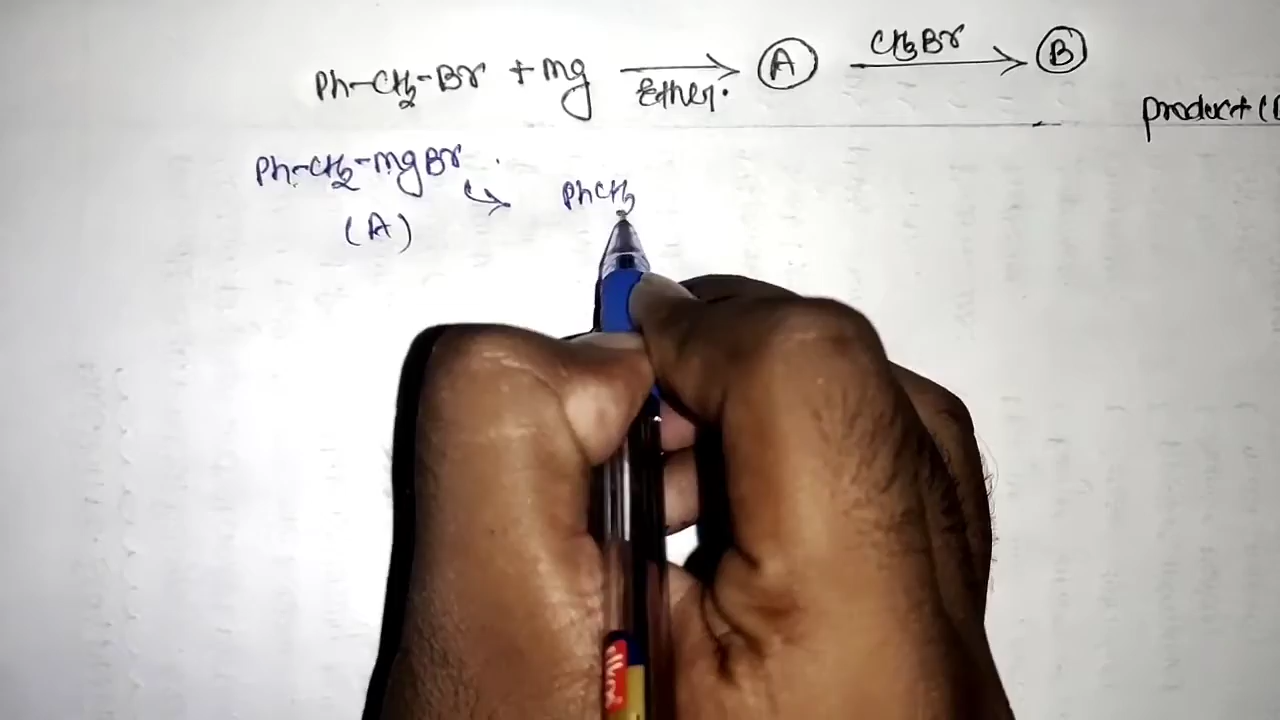 Ph-CH₂-Br + Mg Ether. A CH₃Br B
product (
Ph-CH₂-MgBr
PhCH₂
(A)